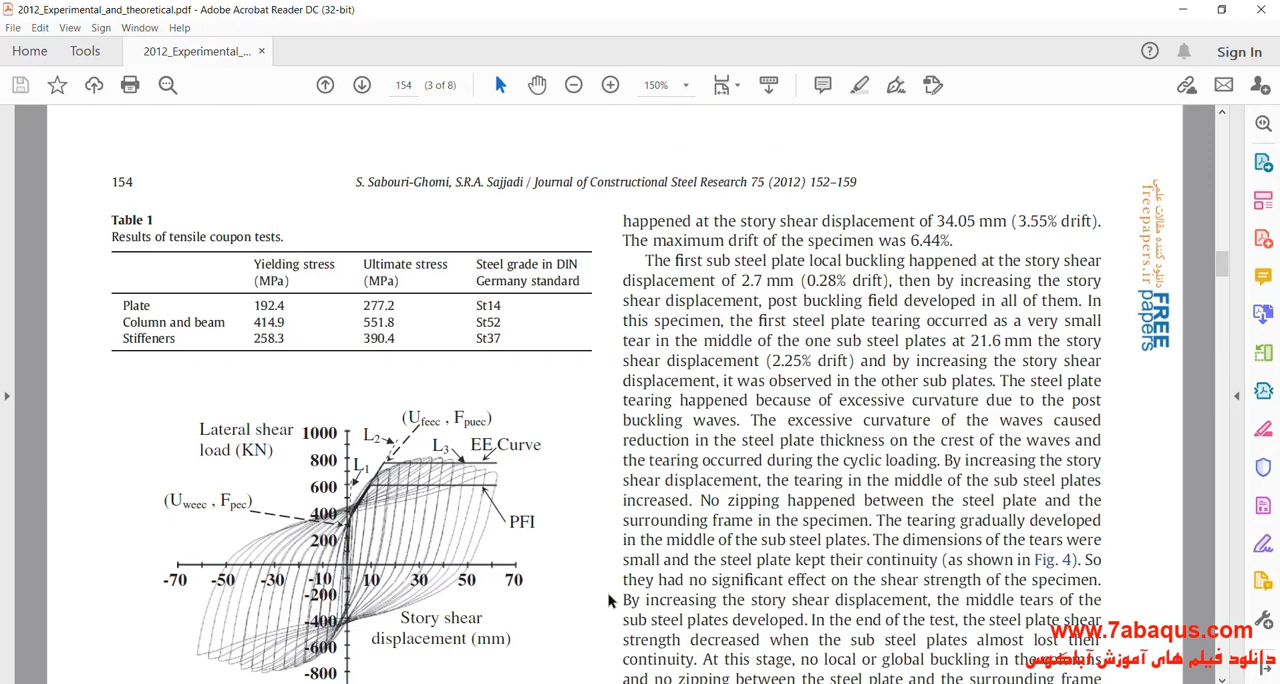 2012_Experimental_and_theoretical.pdf - Adobe Acrobat Reader DC (32-bit)
File Edit View Sign Window Help
Home Tools 2012_Experimental_... × Sign In
154 (3 of 8) 150%
154 S. Sabouri-Ghomi, S.R.A. Sajjadi / Journal of Constructional Steel Research 75 (2012) 152–159
Table 1
Results of tensile coupon tests.
Yielding stress (MPa) Ultimate stress (MPa) Steel grade in DIN Germany standard
Plate 192.4 277.2 St14
Column and beam 414.9 551.8 St52
Stiffeners 258.3 390.4 St37
Lateral shear
load (KN)
1000
800
600
400
200
-200
-400
-600
-800
-70 -50 -30 -10 10 30 50 70
(Ufeec , Fpuec)
L2
L3 EE Curve
L1
(Uweec , Fpec)
PFI
Story shear
displacement (mm)
happened at the story shear displacement of 34.05 mm (3.55% drift).
The maximum drift of the specimen was 6.44%.
The first sub steel plate local buckling happened at the story shear
displacement of 2.7 mm (0.28% drift), then by increasing the story
shear displacement, post buckling field developed in all of them. In
this specimen, the first steel plate tearing occurred as a very small
tear in the middle of the one sub steel plates at 21.6 mm the story
shear displacement (2.25% drift) and by increasing the story shear
displacement, it was observed in the other sub plates. The steel plate
tearing happened because of excessive curvature due to the post
buckling waves. The excessive curvature of the waves caused
reduction in the steel plate thickness on the crest of the waves and
the tearing occurred during the cyclic loading. By increasing the story
shear displacement, the tearing in the middle of the sub steel plates
increased. No zipping happened between the steel plate and the
surrounding frame in the specimen. The tearing gradually developed
in the middle of the sub steel plates. The dimensions of the tears were
small and the steel plate kept their continuity (as shown in Fig. 4). So
they had no significant effect on the shear strength of the specimen.
By increasing the story shear displacement, the middle tears of the
sub steel plates developed. In the end of the test, the steel plate shear
strength decreased when the sub steel plates almost lost their
continuity. At this stage, no local or global buckling in the columns
and no zipping between the steel plate and the surrounding frame
دانلود کننده مقالات علمی
freepapers.ir
FREE
papers
www.7abaqus.com
دانلود فیلم های آموزش آباکوس